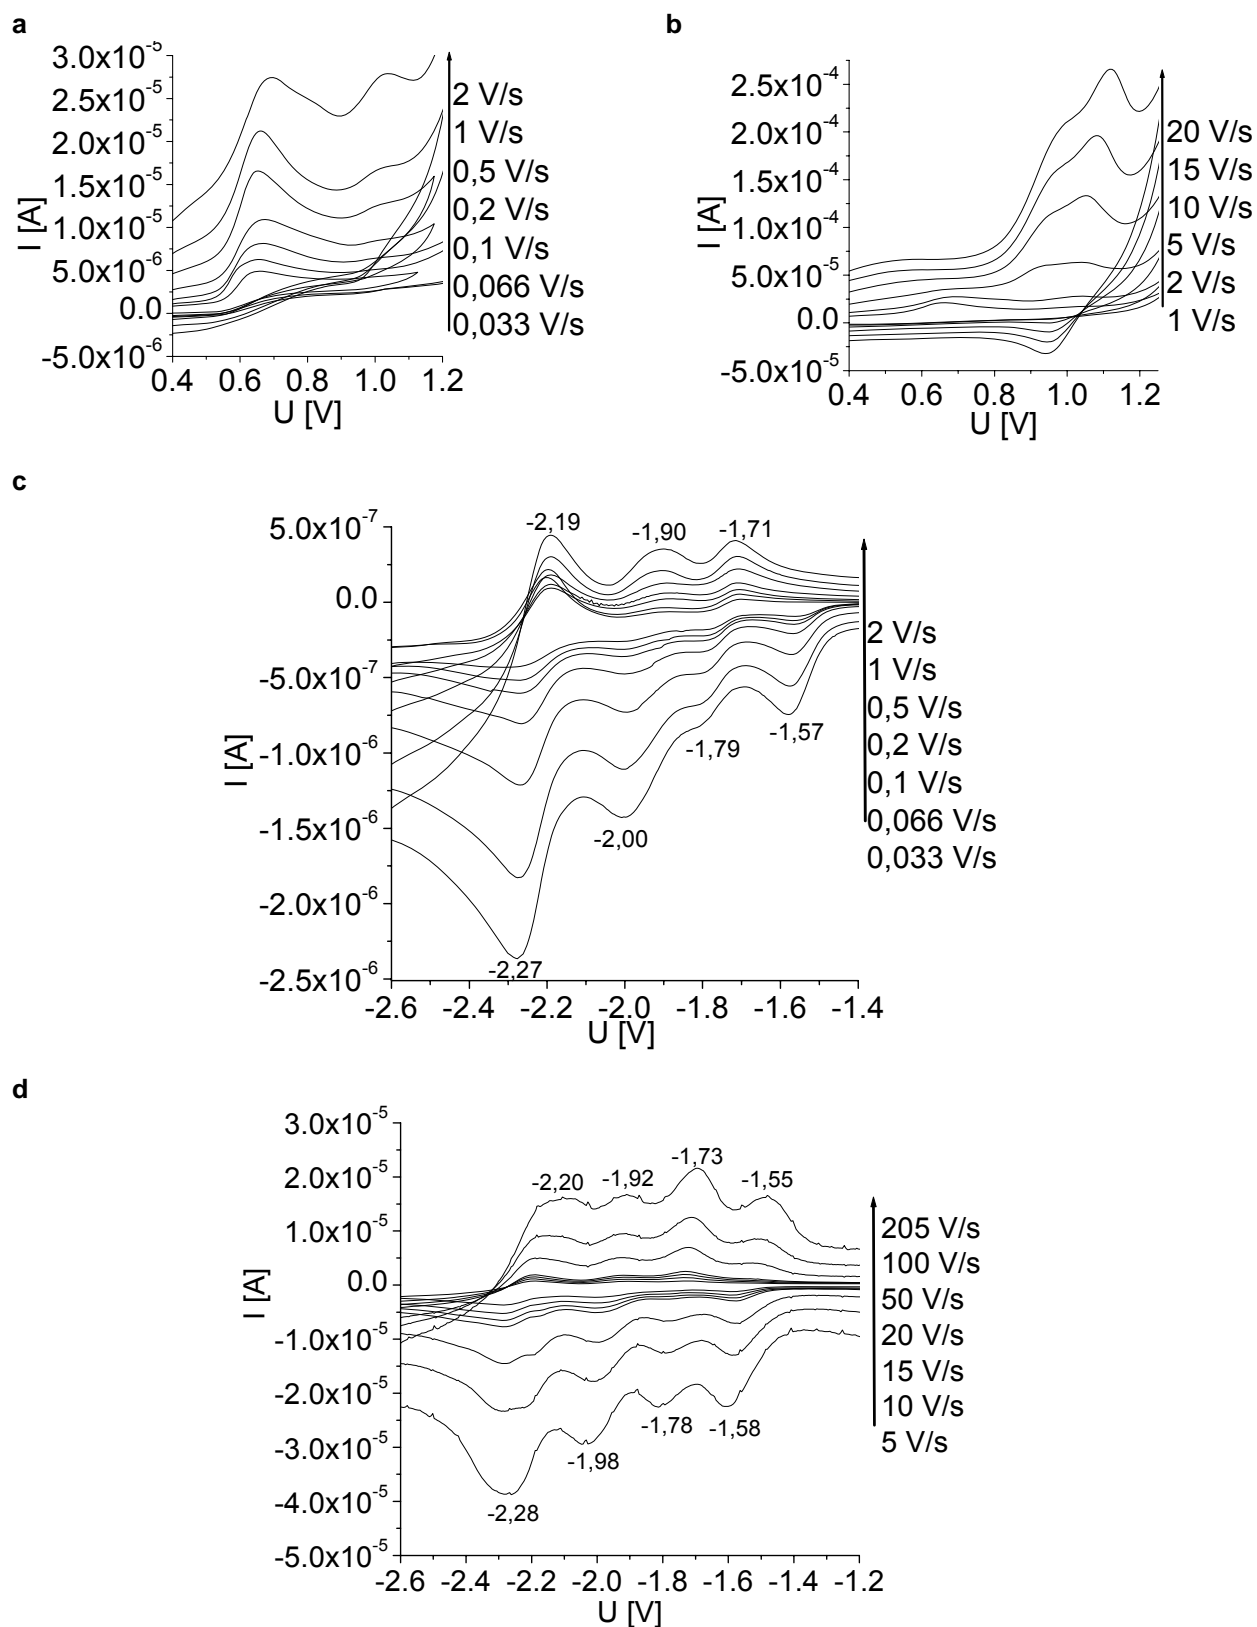 a
3.0x10⁻⁵
2.5x10⁻⁵
2.0x10⁻⁵
1.5x10⁻⁵
1.0x10⁻⁵
5.0x10⁻⁶
0.0
-5.0x10⁻⁶
I [A]
0.4 0.6 0.8 1.0 1.2
U [V]
2 V/s
1 V/s
0,5 V/s
0,2 V/s
0,1 V/s
0,066 V/s
0,033 V/s
b
2.5x10⁻⁴
2.0x10⁻⁴
1.5x10⁻⁴
1.0x10⁻⁴
5.0x10⁻⁵
0.0
-5.0x10⁻⁵
I [A]
0.4 0.6 0.8 1.0 1.2
U [V]
20 V/s
15 V/s
10 V/s
5 V/s
2 V/s
1 V/s
c
5.0x10⁻⁷
0.0
-5.0x10⁻⁷
-1.0x10⁻⁶
-1.5x10⁻⁶
-2.0x10⁻⁶
-2.5x10⁻⁶
I [A]
-2,19 -1,90 -1,71
-1,57
-1,79
-2,00
-2,27
-2.6 -2.4 -2.2 -2.0 -1.8 -1.6 -1.4
U [V]
2 V/s
1 V/s
0,5 V/s
0,2 V/s
0,1 V/s
0,066 V/s
0,033 V/s
d
3.0x10⁻⁵
2.0x10⁻⁵
1.0x10⁻⁵
0.0
-1.0x10⁻⁵
-2.0x10⁻⁵
-3.0x10⁻⁵
-4.0x10⁻⁵
-5.0x10⁻⁵
I [A]
-2,20 -1,92 -1,73 -1,55
-1,78 -1,58
-1,98
-2,28
-2.6 -2.4 -2.2 -2.0 -1.8 -1.6 -1.4 -1.2
U [V]
205 V/s
100 V/s
50 V/s
20 V/s
15 V/s
10 V/s
5 V/s